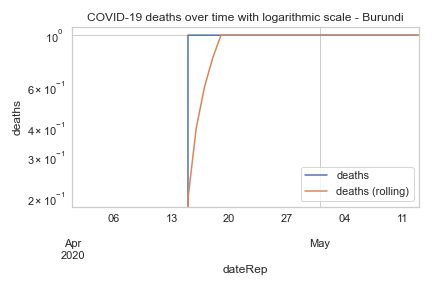 COVID-19 deaths over time with logarithmic scale - Burundi
10⁰
6 × 10⁻¹
4 × 10⁻¹
3 × 10⁻¹
2 × 10⁻¹
deaths
deaths
deaths (rolling)
06 13 20 27 04 11
Apr May
2020
dateRep